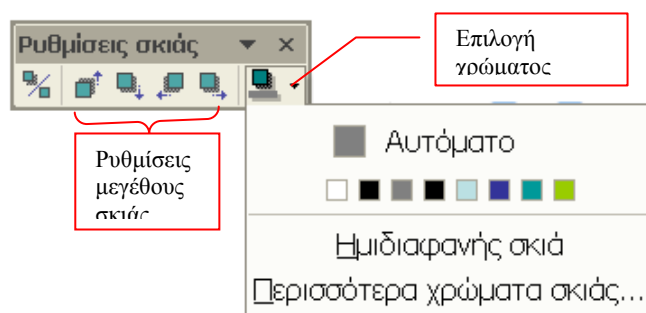 Ρυθμίσεις σκιάς
Επιλογή
χρώματος
Ρυθμίσεις
μεγέθους
σκιάς
Αυτόματο
Ημιδιαφανής σκιά
Περισσότερα χρώματα σκιάς...